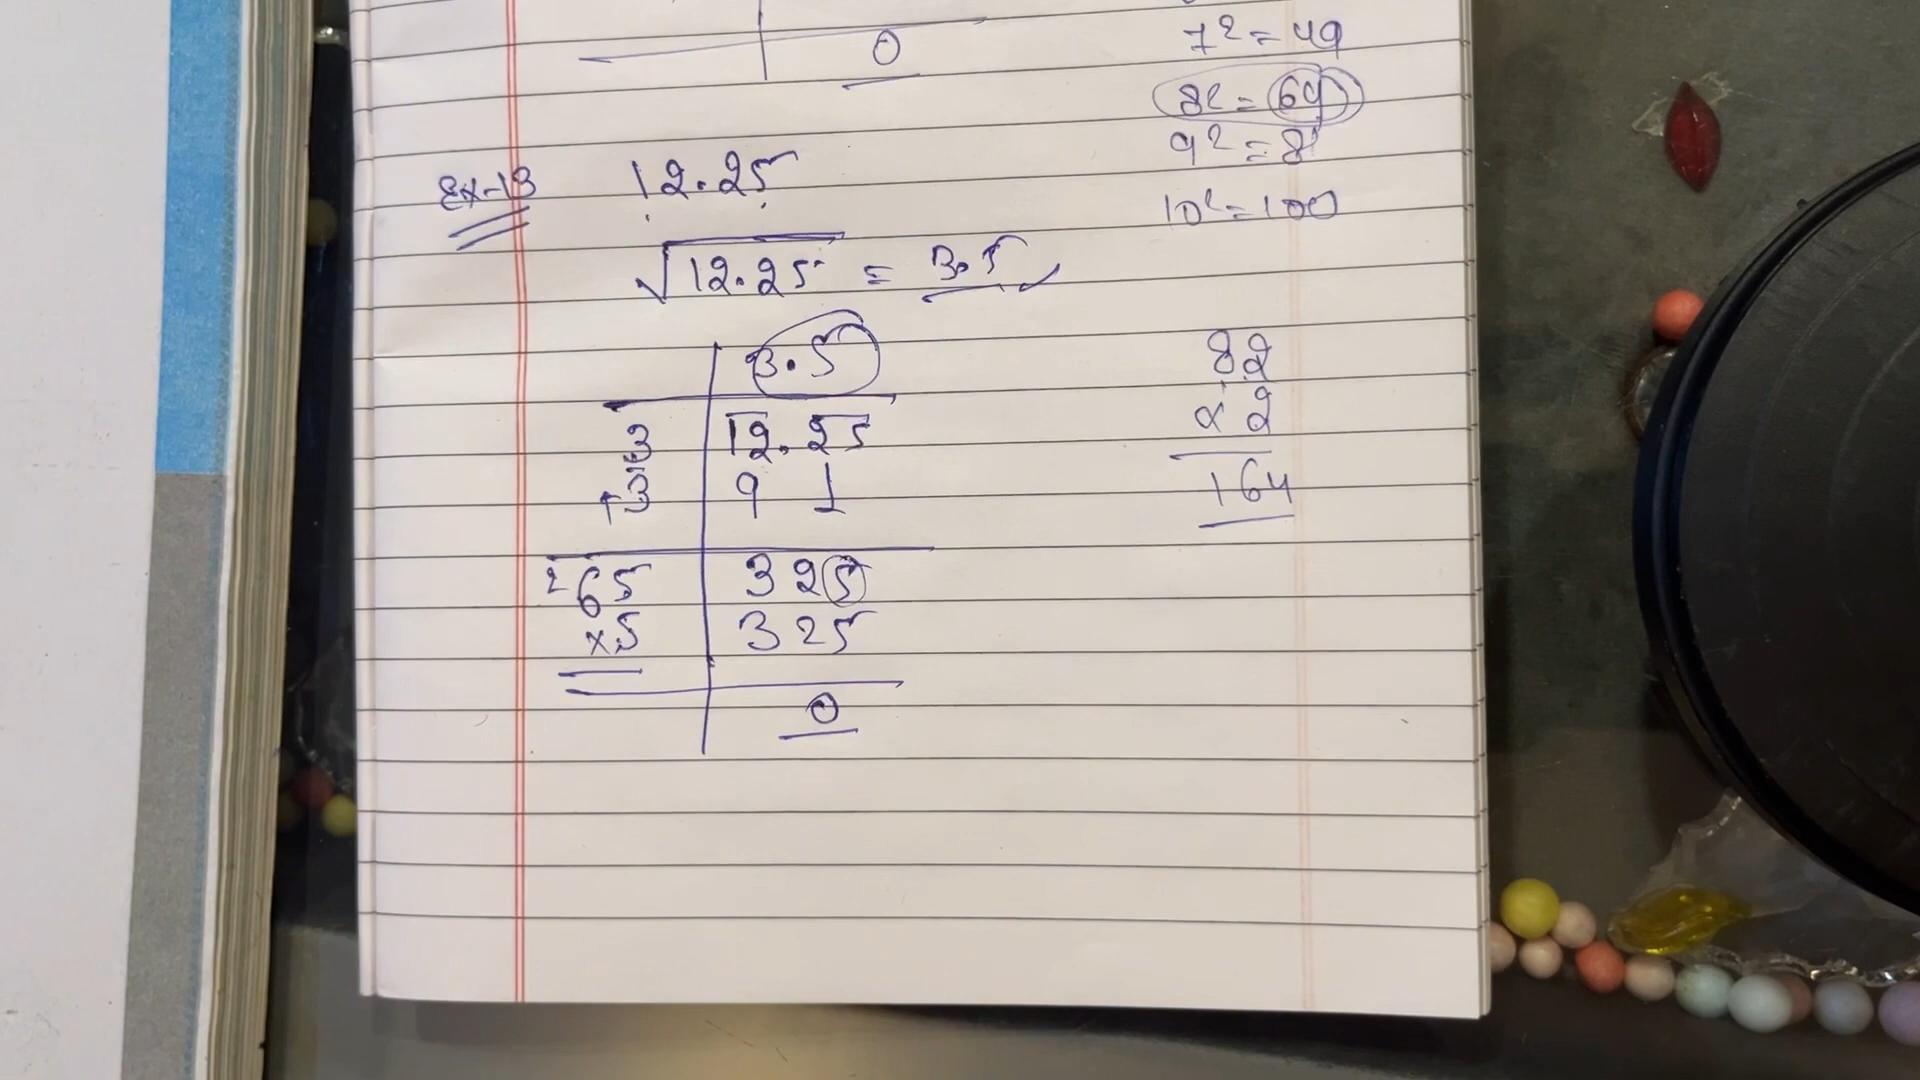 0
7² = 49
8² = 64
9² = 81
10² = 100
Ex-13 12.25
√12.25 = 3.5
3.5
3 12.25
+3 9 ↓
65 325
×5 325
0
82
× 2
164